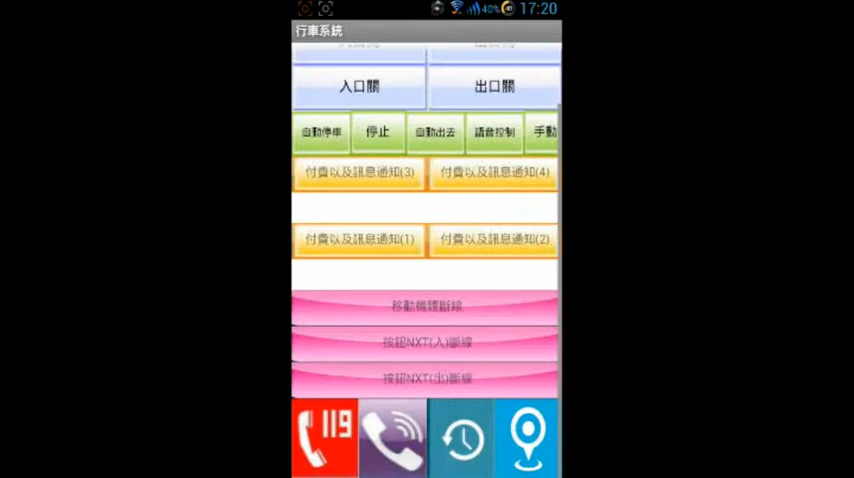 40% 17:20
行車系統
入口關 出口關
自動停車 停止 自動出去 語音控制 手動
付費以及訊息通知(3) 付費以及訊息通知(4)
付費以及訊息通知(1) 付費以及訊息通知(2)
移動機體斷線
按鈕NXT(入)斷線
按鈕NXT(出)斷線
119